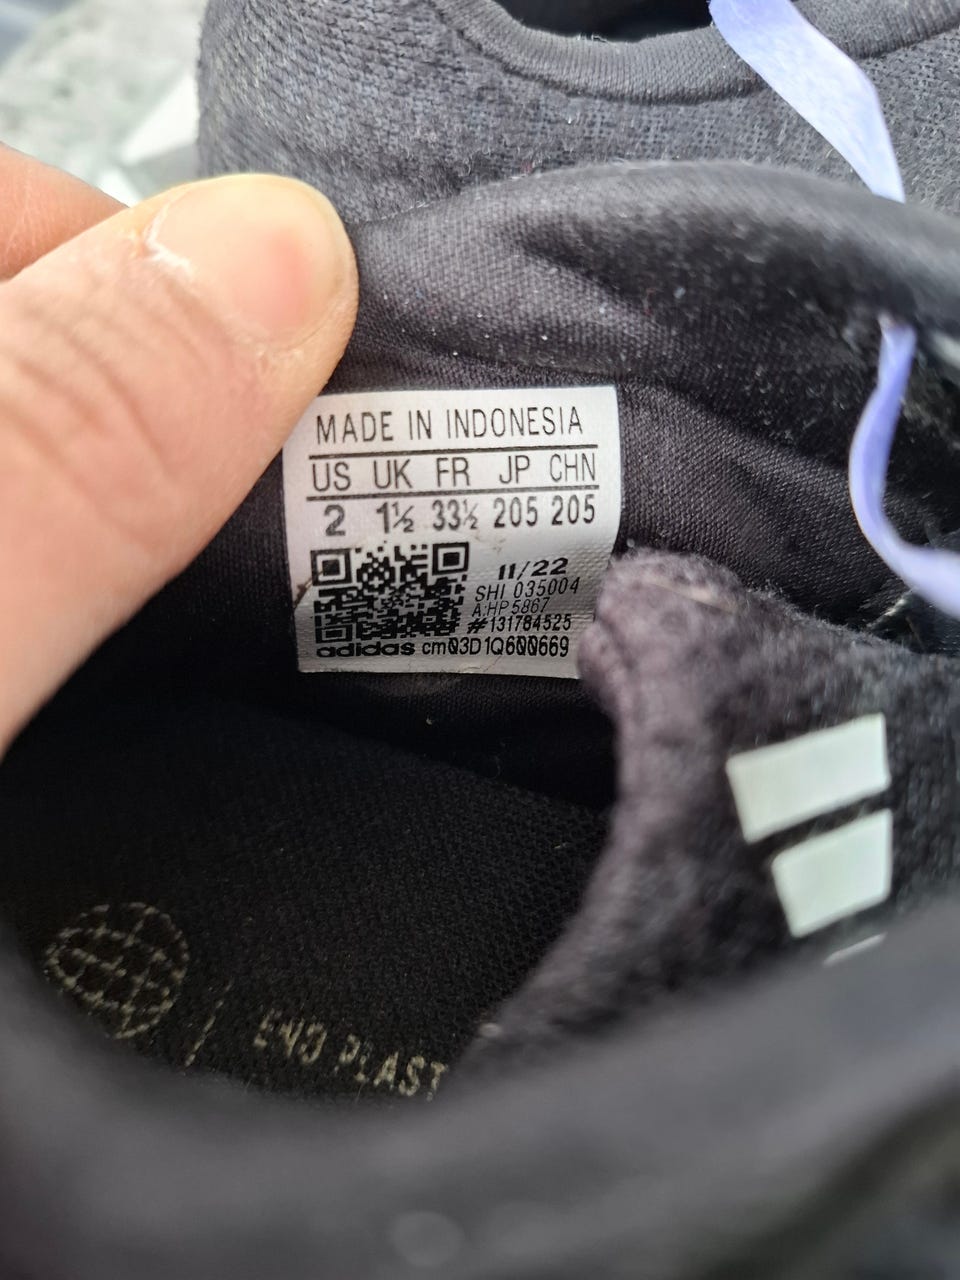 MADE IN INDONESIA
US UK FR JP CHN
2 1½ 33½ 205 205
11/22
SHI 035004
A:HP5867
#131784525
adidas cm03D1Q600669
END PLAST